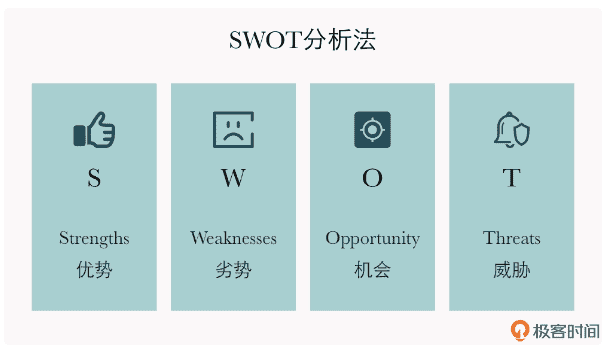 SWOT分析法
S
Strengths
优势
W
Weaknesses
劣势
O
Opportunity
机会
T
Threats
威胁
极客时间